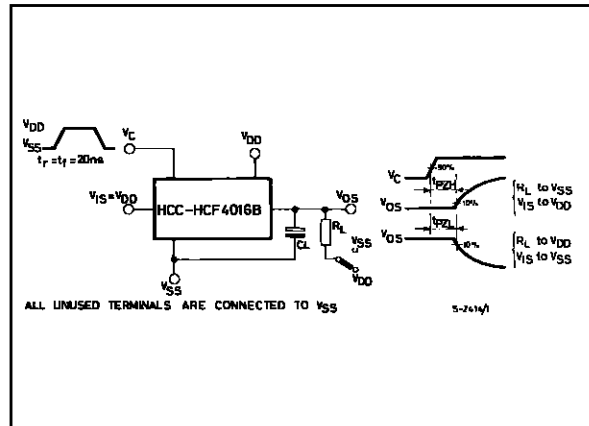 VDD
VSS
tr = tf = 20ns
VC
VDD
VIS = VDD
HCC-HCF4016B
VOS
CL
RL
VSS
VDD
VSS
ALL UNUSED TERMINALS ARE CONNECTED TO VSS
VC
90%
tPZH
VOS
10%
RL to VSS
VIS to VDD
tPZL
VOS
10%
RL to VDD
VIS to VSS
S-2414/1